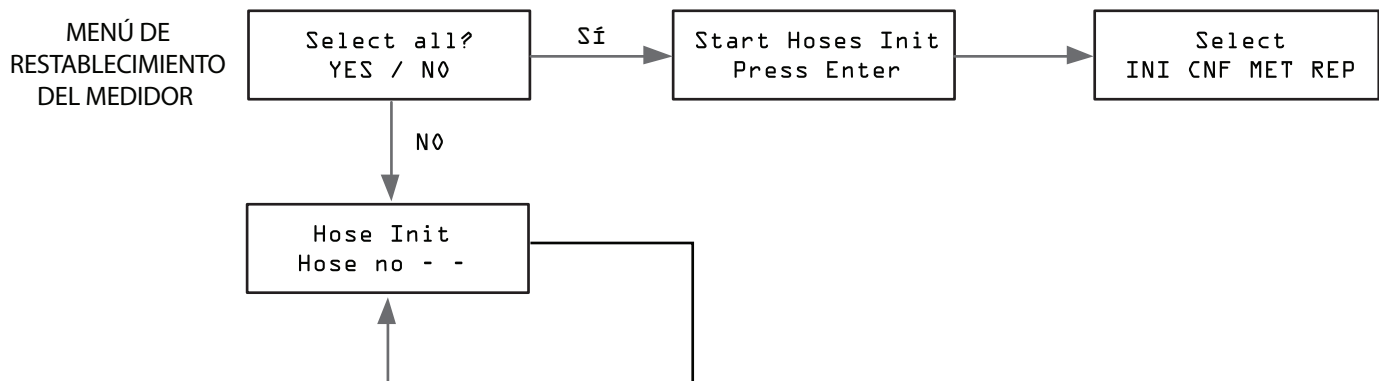 MENÚ DE
RESTABLECIMIENTO
DEL MEDIDOR
Select all?
YES / NO
SÍ
Start Hoses Init
Press Enter
Select
INI CNF MET REP
NO
Hose Init
Hose no - -